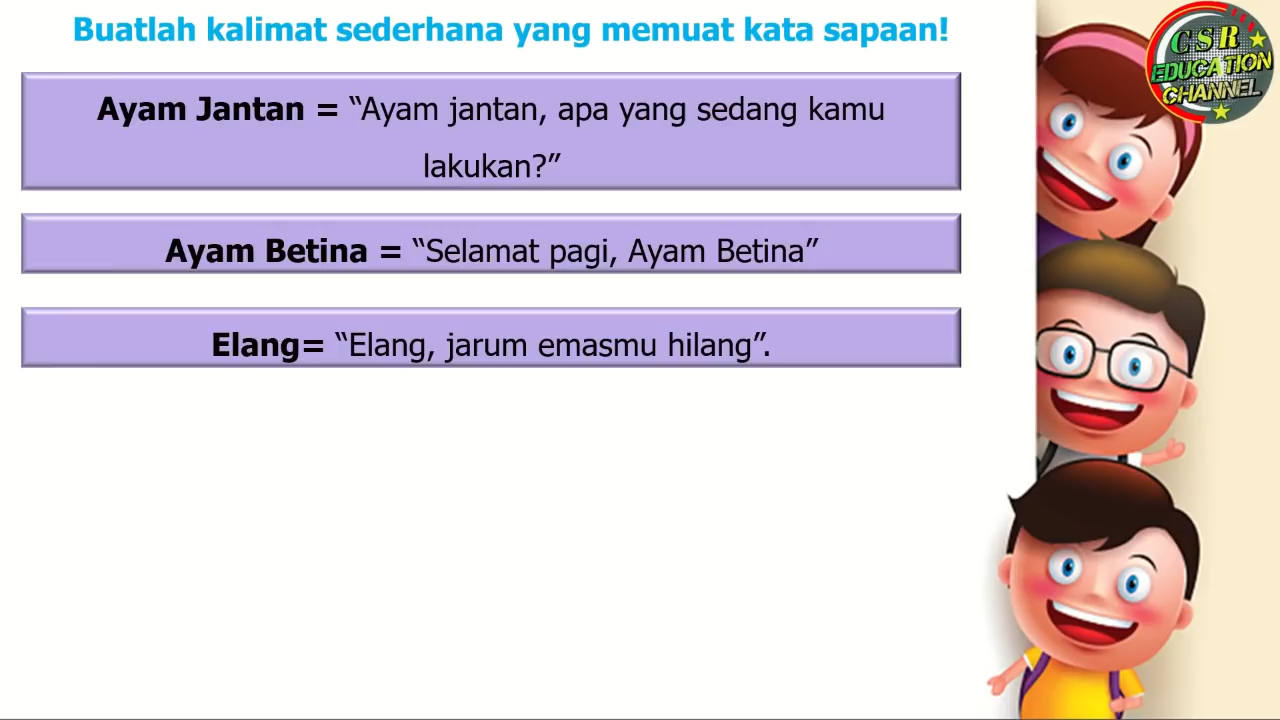 Buatlah kalimat sederhana yang memuat kata sapaan!
Ayam Jantan = “Ayam jantan, apa yang sedang kamu
lakukan?”
Ayam Betina = “Selamat pagi, Ayam Betina”
Elang= “Elang, jarum emasmu hilang”.
CSR
EDUCATION
CHANNEL